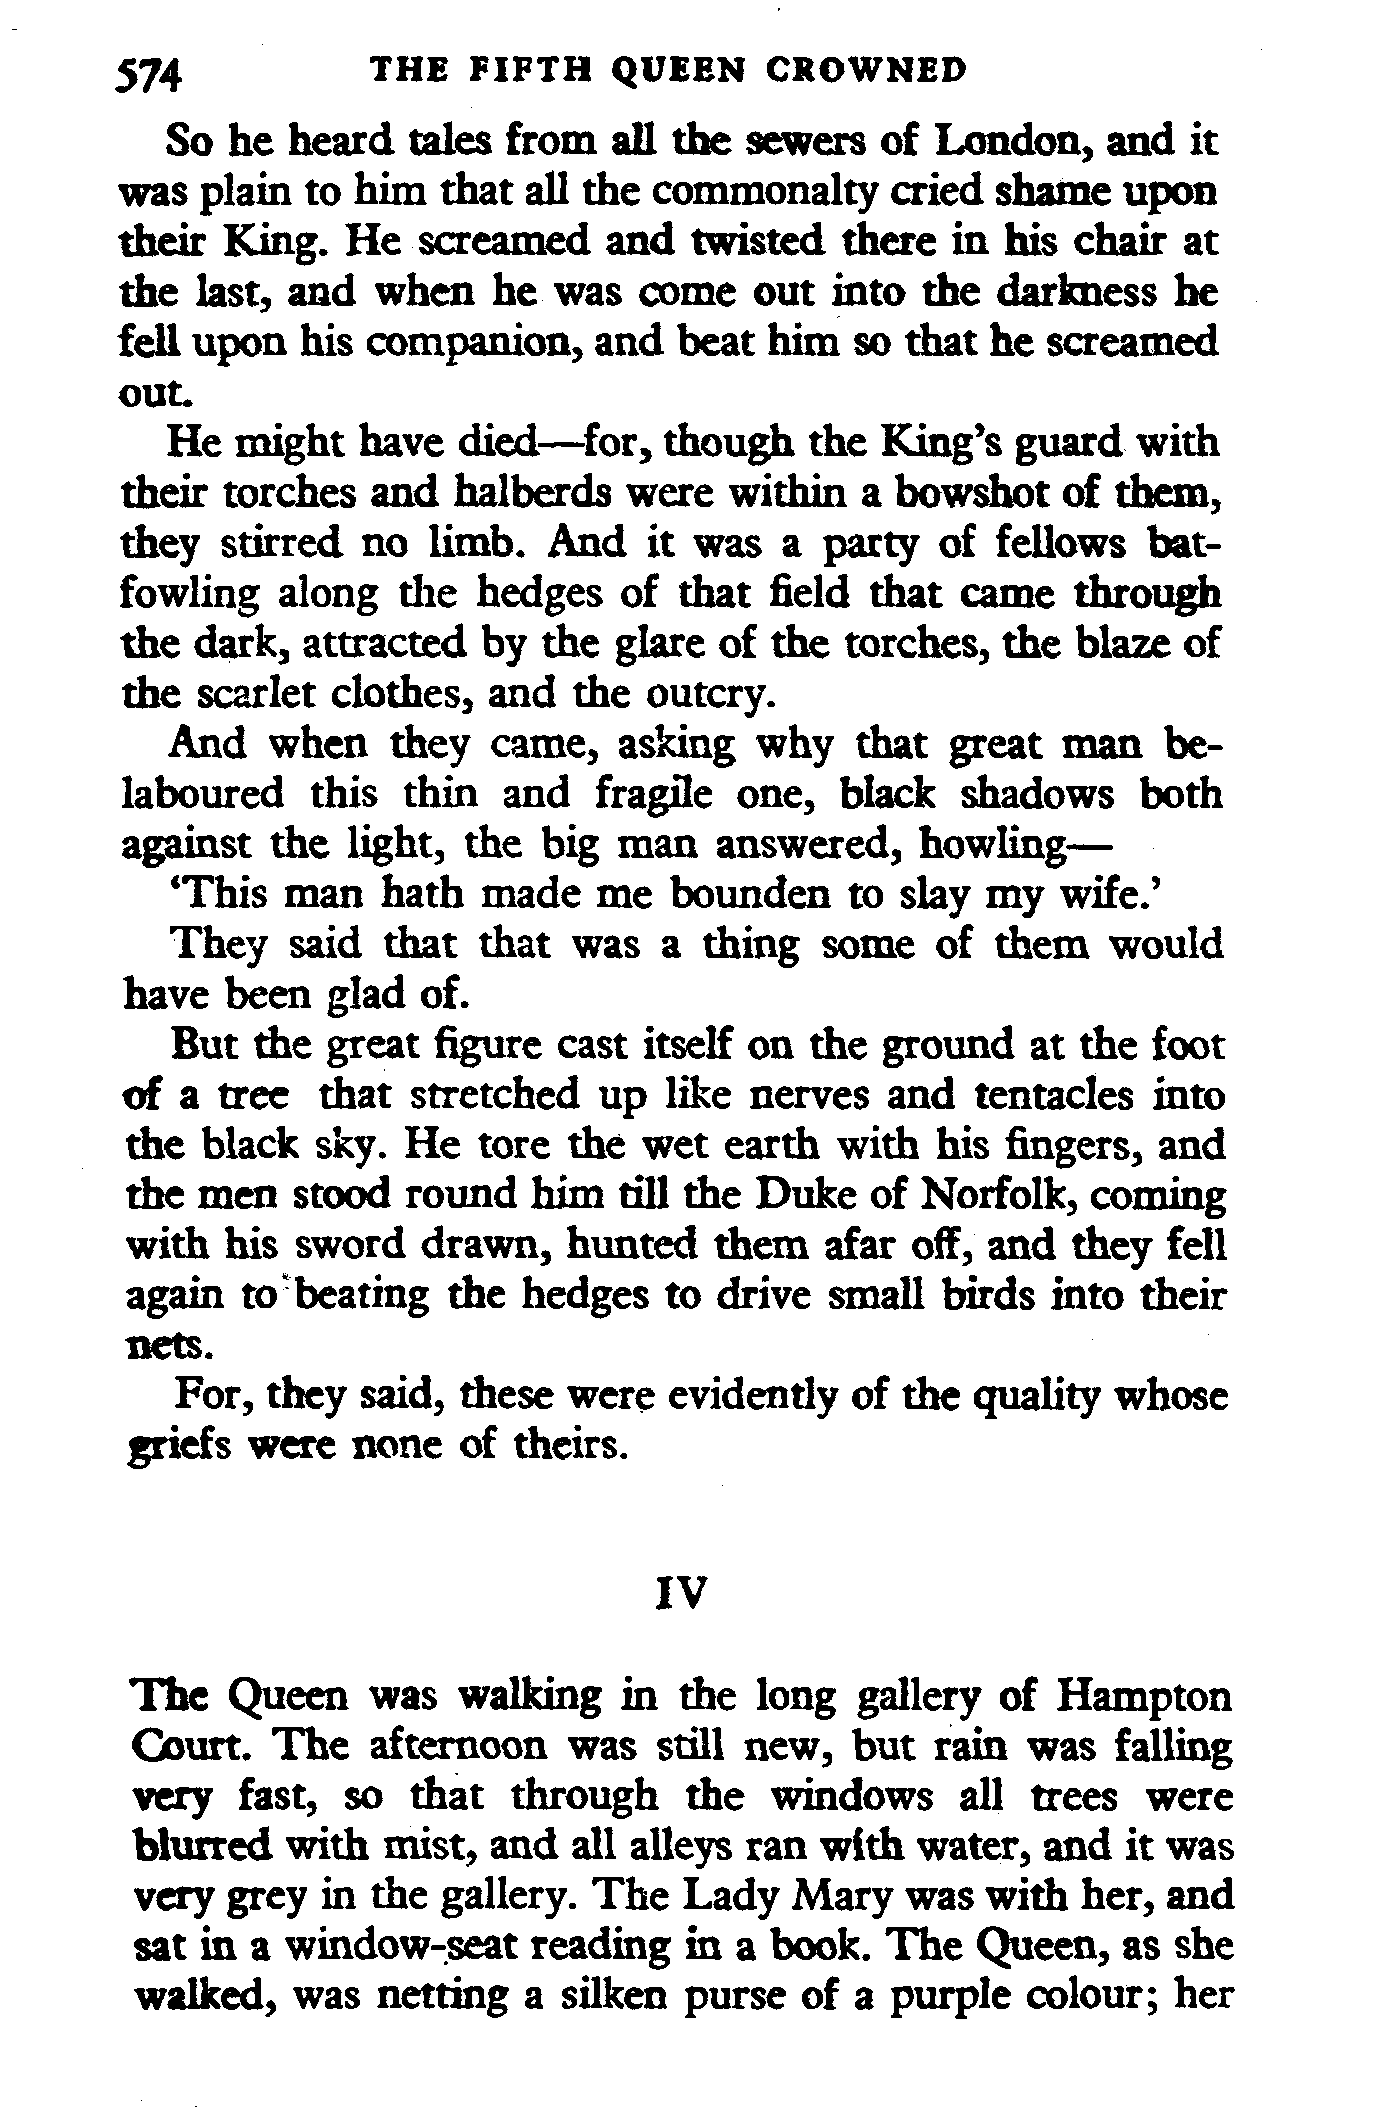 574 THE FIFTH QUEEN CROWNED
So he heard tales from all the sewers of London, and it
was plain to him that all the commonalty cried shame upon
their King. He screamed and twisted there in his chair at
the last, and when he was come out into the darkness he
fell upon his companion, and beat him so that he screamed
out.
He might have died—for, though the King's guard with
their torches and halberds were within a bowshot of them,
they stirred no limb. And it was a party of fellows bat-
fowling along the hedges of that field that came through
the dark, attracted by the glare of the torches, the blaze of
the scarlet clothes, and the outcry.
And when they came, asking why that great man be-
laboured this thin and fragile one, black shadows both
against the light, the big man answered, howling—
‘This man hath made me bounden to slay my wife.’
They said that that was a thing some of them would
have been glad of.
But the great figure cast itself on the ground at the foot
of a tree that stretched up like nerves and tentacles into
the black sky. He tore the wet earth with his fingers, and
the men stood round him till the Duke of Norfolk, coming
with his sword drawn, hunted them afar off, and they fell
again to beating the hedges to drive small birds into their
nets.
For, they said, these were evidently of the quality whose
griefs were none of theirs.
IV
The Queen was walking in the long gallery of Hampton
Court. The afternoon was still new, but rain was falling
very fast, so that through the windows all trees were
blurred with mist, and all alleys ran with water, and it was
very grey in the gallery. The Lady Mary was with her, and
sat in a window-seat reading in a book. The Queen, as she
walked, was netting a silken purse of a purple colour; her